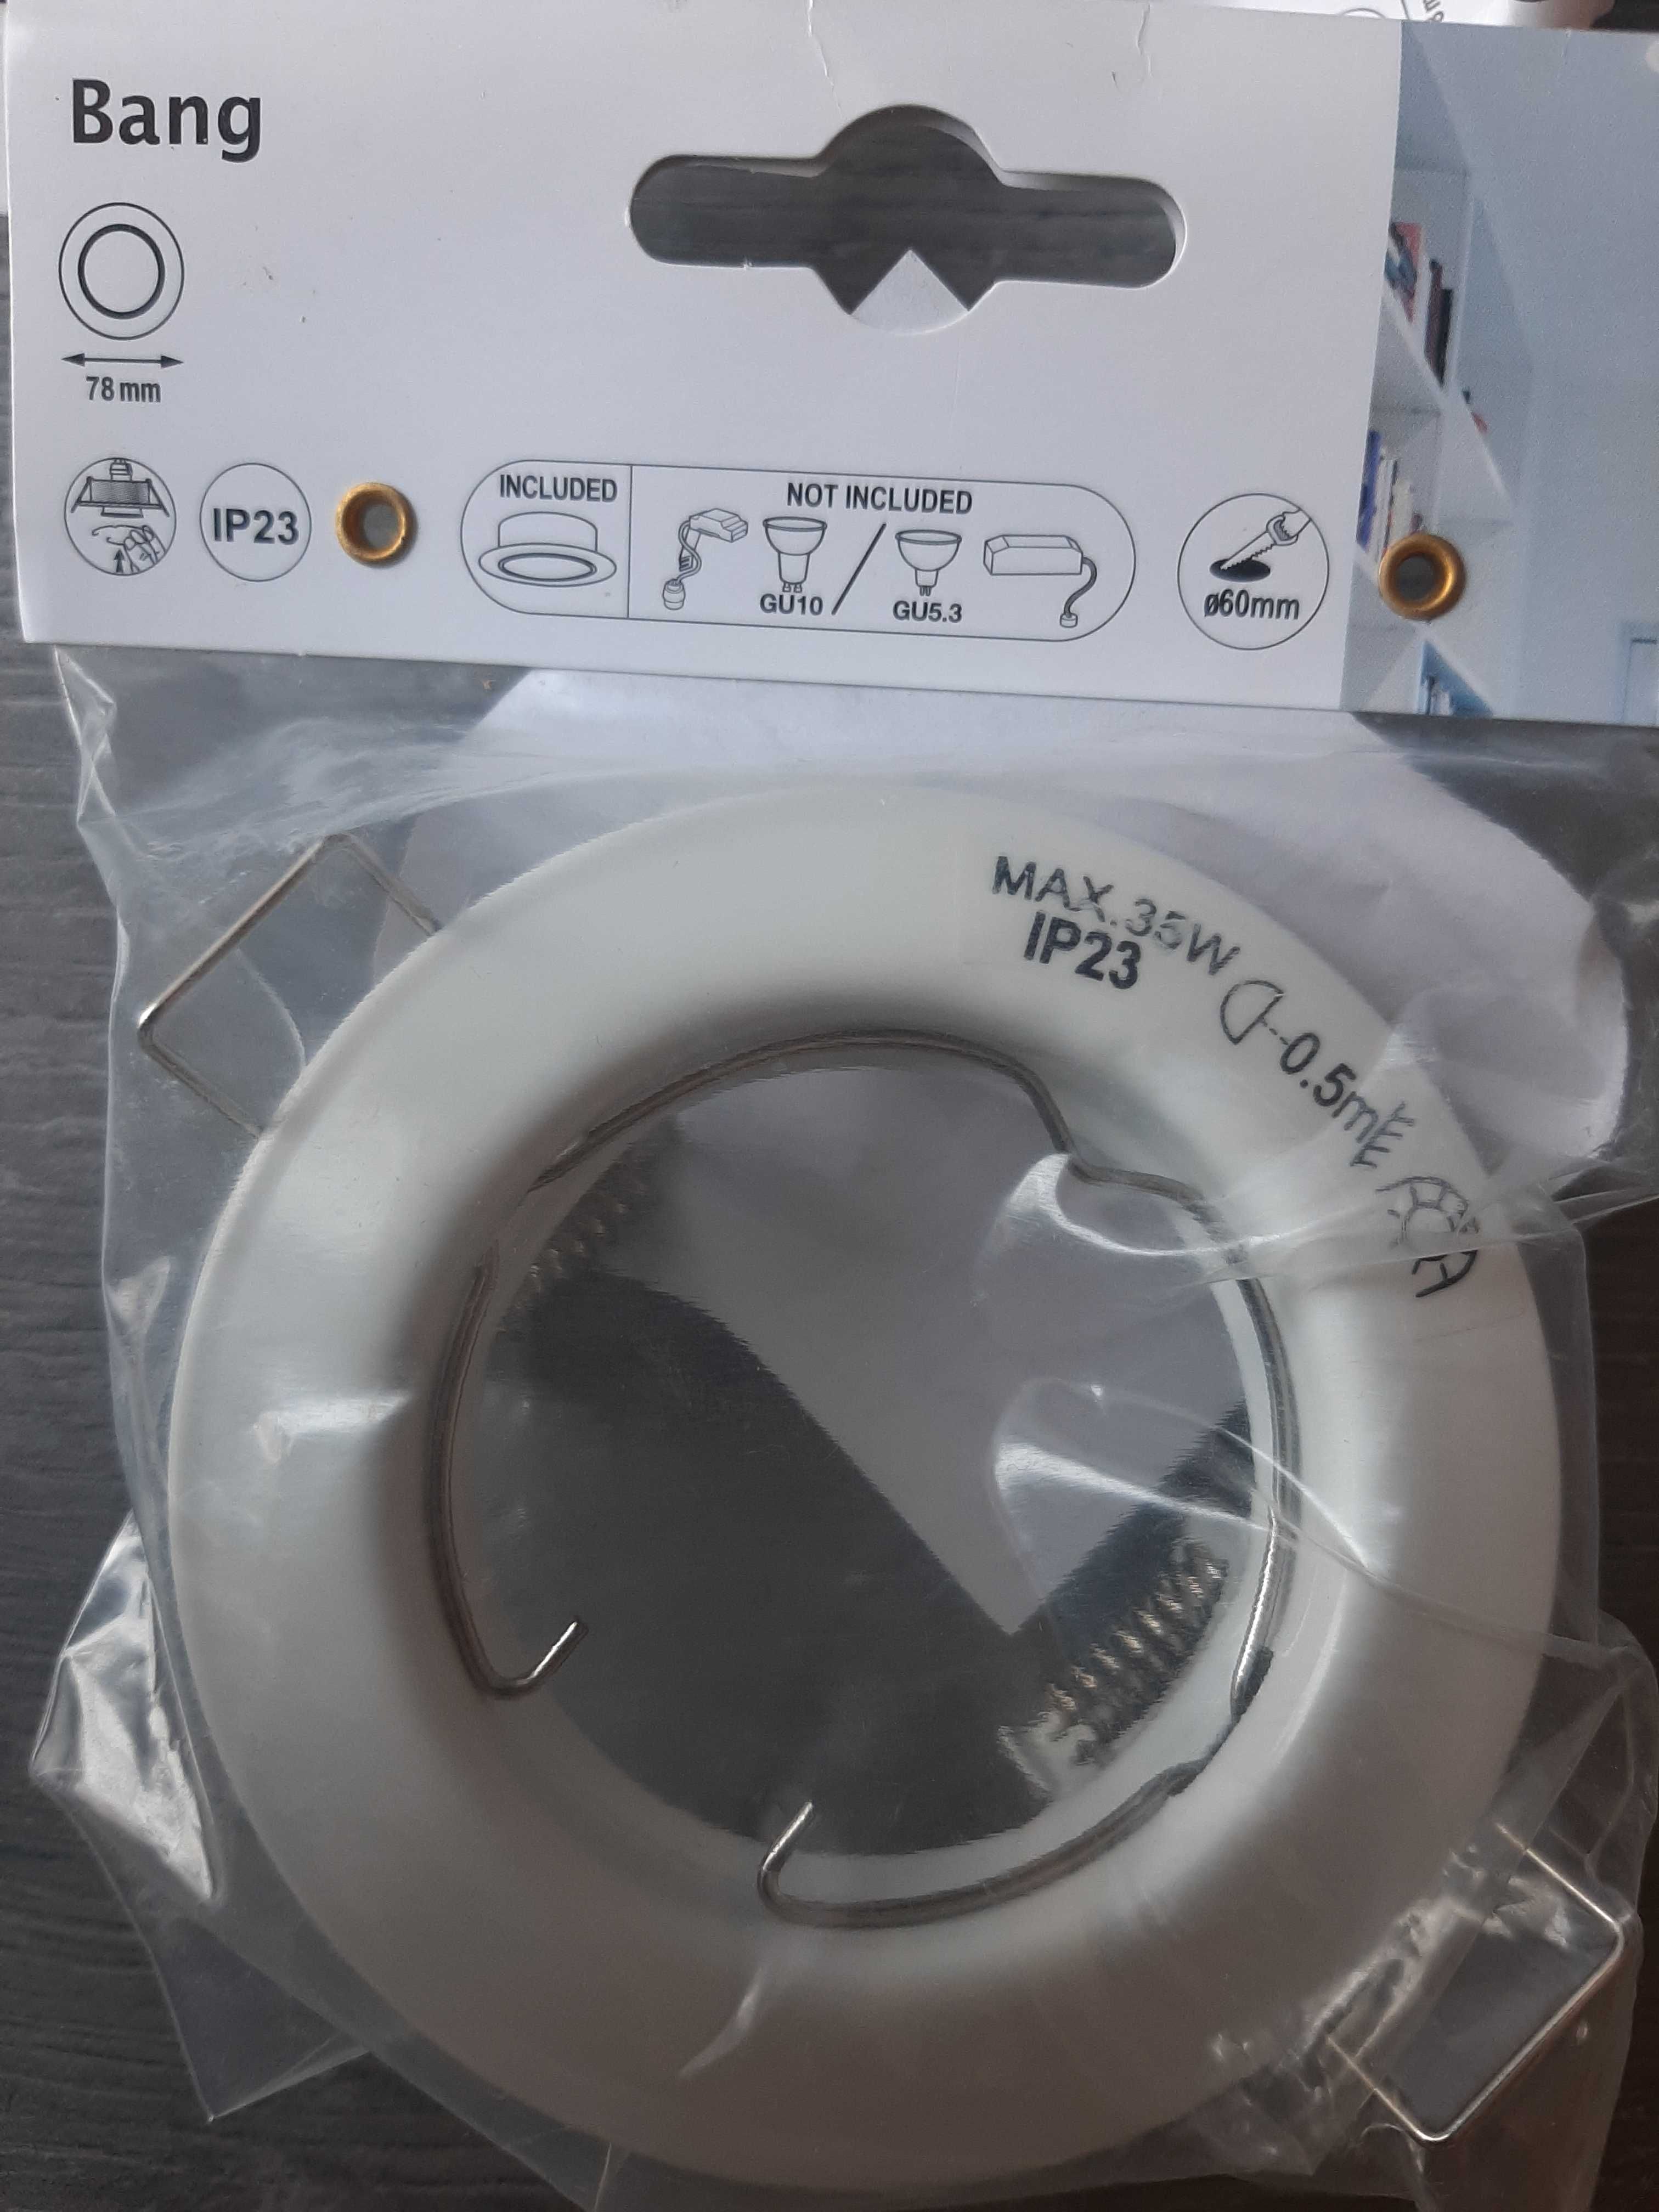 Bang
78 mm
IP23
INCLUDED
NOT INCLUDED
GU10 / GU5.3
ø60mm
MAX.35W
IP23
0.5m